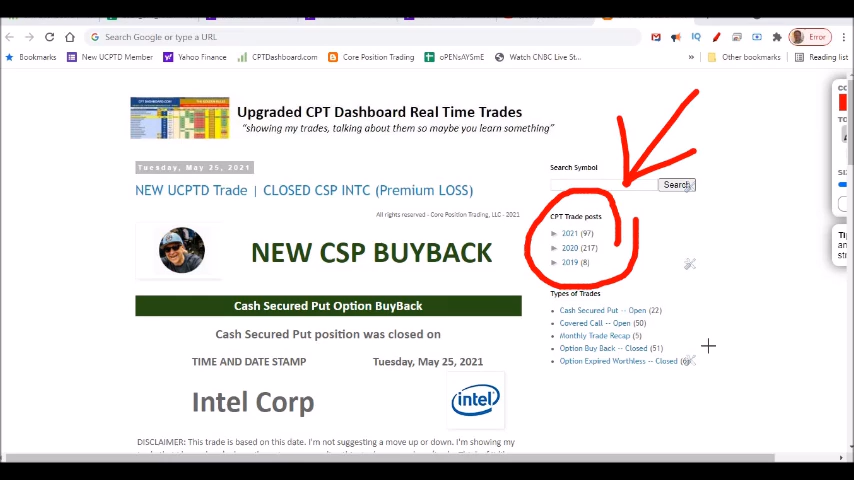 Search Google or type a URL
Error
Bookmarks
New UCPTD Member
Yahoo Finance
CPTDashboard.com
Core Position Trading
oPENsAYSmE
Watch CNBC Live St...
»
Other bookmarks
Reading list
Upgraded CPT Dashboard Real Time Trades
"showing my trades, talking about them so maybe you learn something"
Tuesday, May 25, 2021
NEW UCPTD Trade | CLOSED CSP INTC (Premium LOSS)
All rights reserved - Core Position Trading, LLC - 2021
NEW CSP BUYBACK
Cash Secured Put Option BuyBack
Cash Secured Put position was closed on
TIME AND DATE STAMP Tuesday, May 25, 2021
Intel Corp
intel
DISCLAIMER: This trade is based on this date. I'm not suggesting a move up or down. I'm showing my
Search Symbol
Search
CPT Trade posts
► 2021 (97)
► 2020 (217)
► 2019 (8)
Types of Trades
• Cash Secured Put -- Open (22)
• Covered Call -- Open (50)
• Monthly Trade Recap (5)
• Option Buy Back -- Closed (51)
• Option Expired Worthless -- Closed